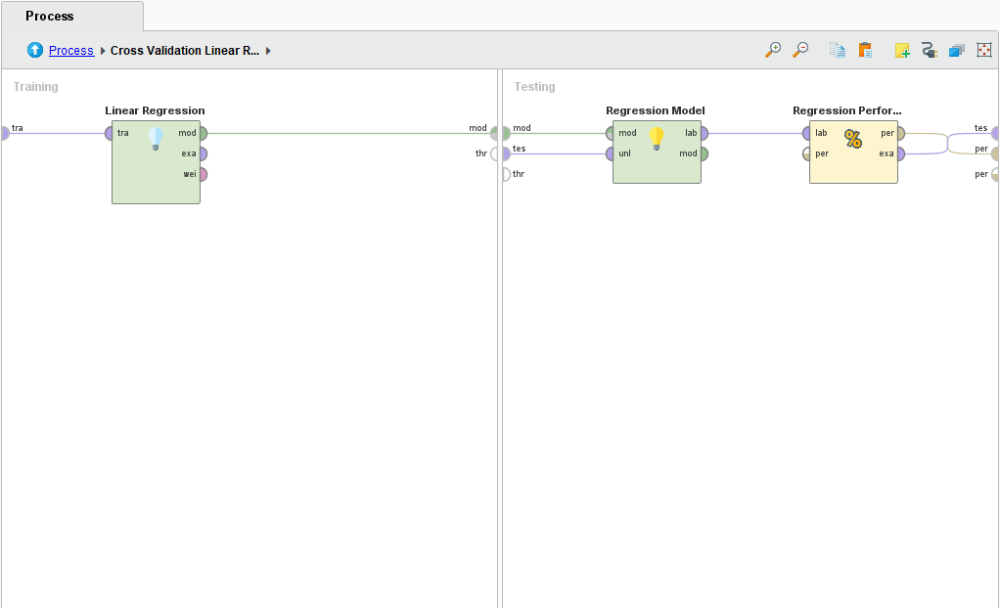 Process
Process Cross Validation Linear R...
Training
Testing
Linear Regression
Regression Model
Regression Perfor...
tra
tra
mod
exa
wei
mod
thr
mod
tes
thr
mod
unl
lab
mod
lab
per
per
exa
tes
per
per
%